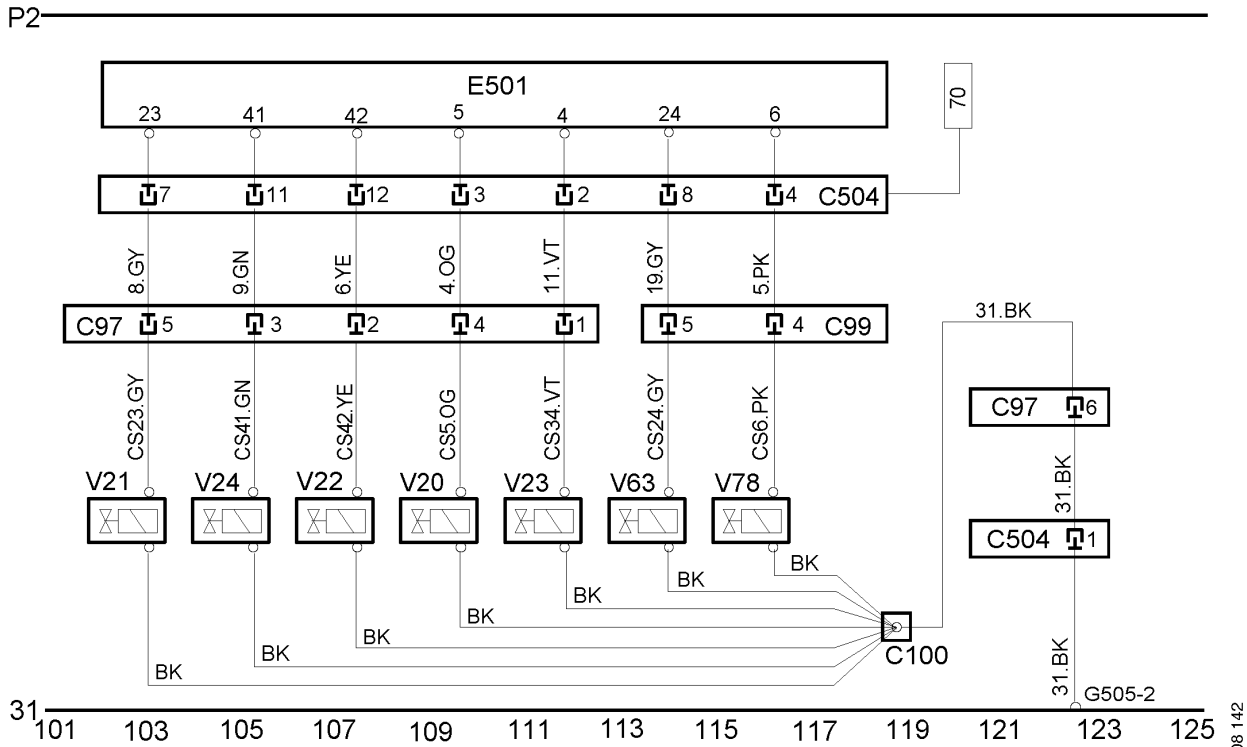 P2
E501
23 41 42 5 4 24 6
70
7 11 12 3 2 8 4 C504
8.GY 9.GN 6.YE 4.OG 11.VT 19.GY 5.PK
C97 5 3 2 4 1
5 4 C99
31.BK
CS23.GY CS41.GN CS42.YE CS5.OG CS34.VT CS24.GY CS6.PK
C97 6
31.BK
V21 V24 V22 V20 V23 V63 V78
C504 1
BK
BK
BK
BK
BK
BK
BK
C100
31.BK
G505-2
31
101 103 105 107 109 111 113 115 117 119 121 123 125